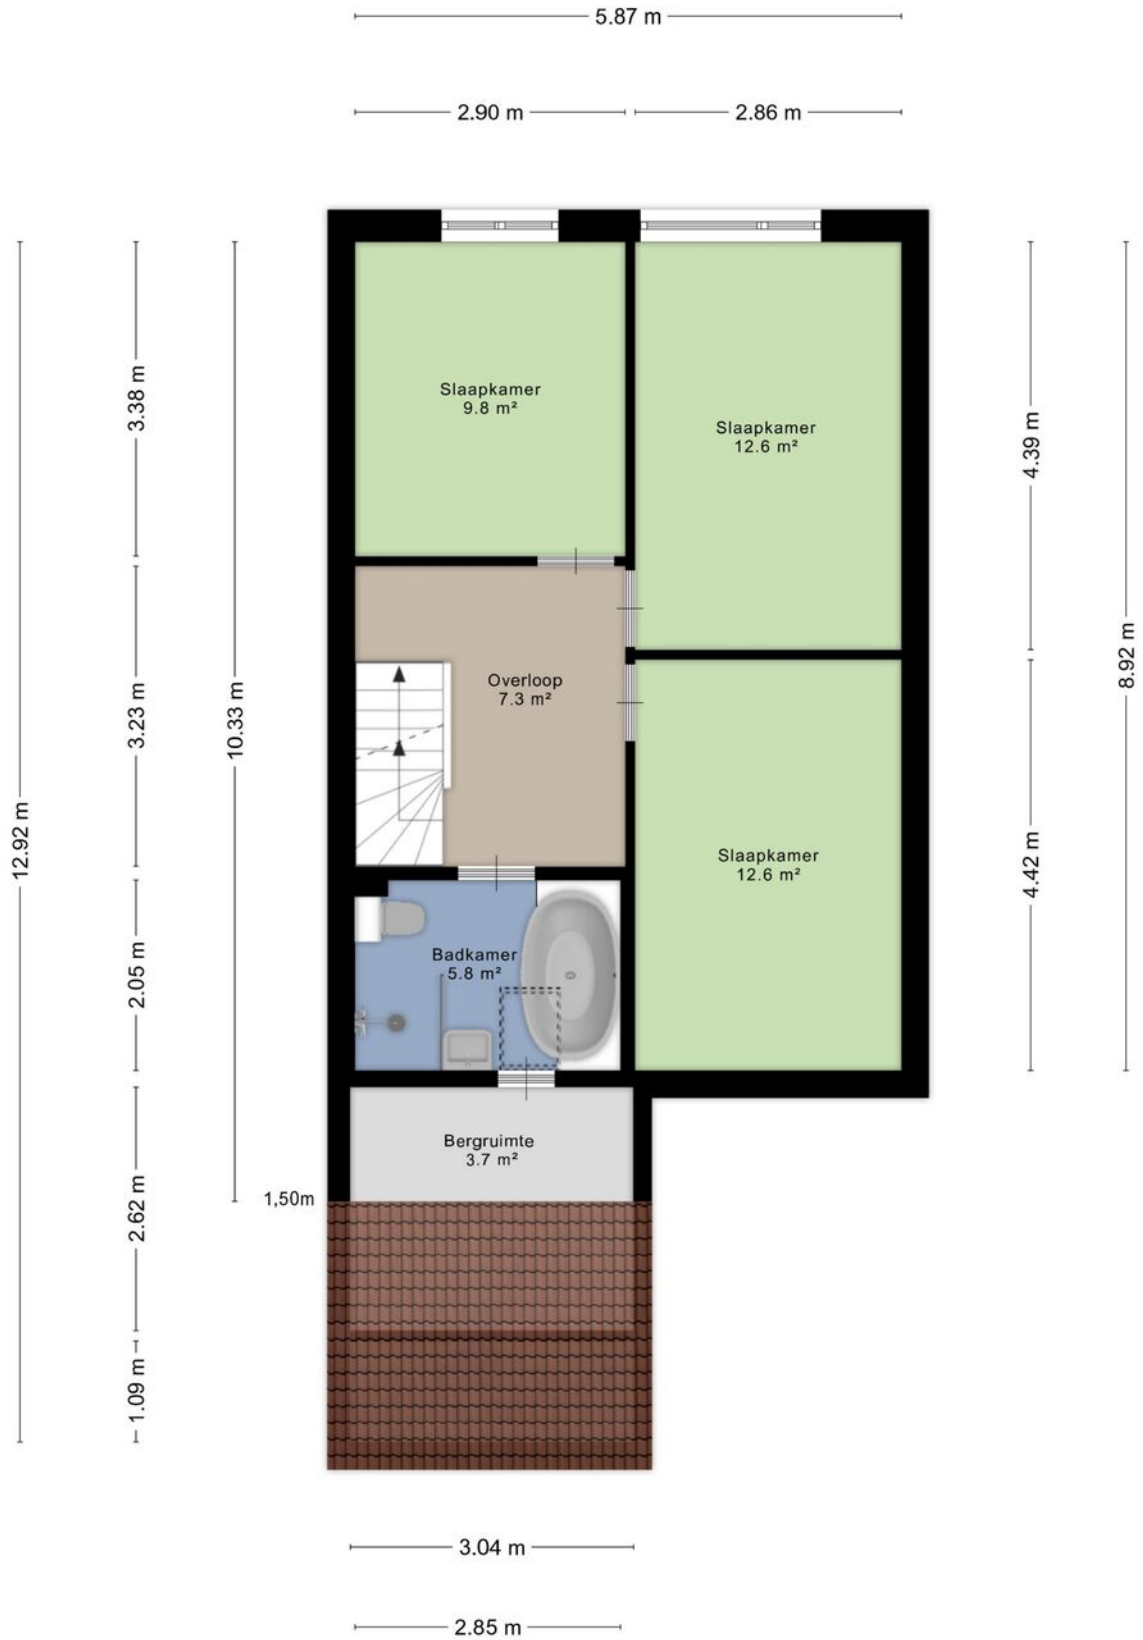 5.87 m
2.90 m
2.86 m
Slaapkamer
9.8 m²
Slaapkamer
12.6 m²
3.38 m
4.39 m
8.92 m
Overloop
7.3 m²
3.23 m
10.33 m
12.92 m
Slaapkamer
12.6 m²
4.42 m
Badkamer
5.8 m²
2.05 m
Bergruimte
3.7 m²
1,50m
2.62 m
1.09 m
3.04 m
2.85 m